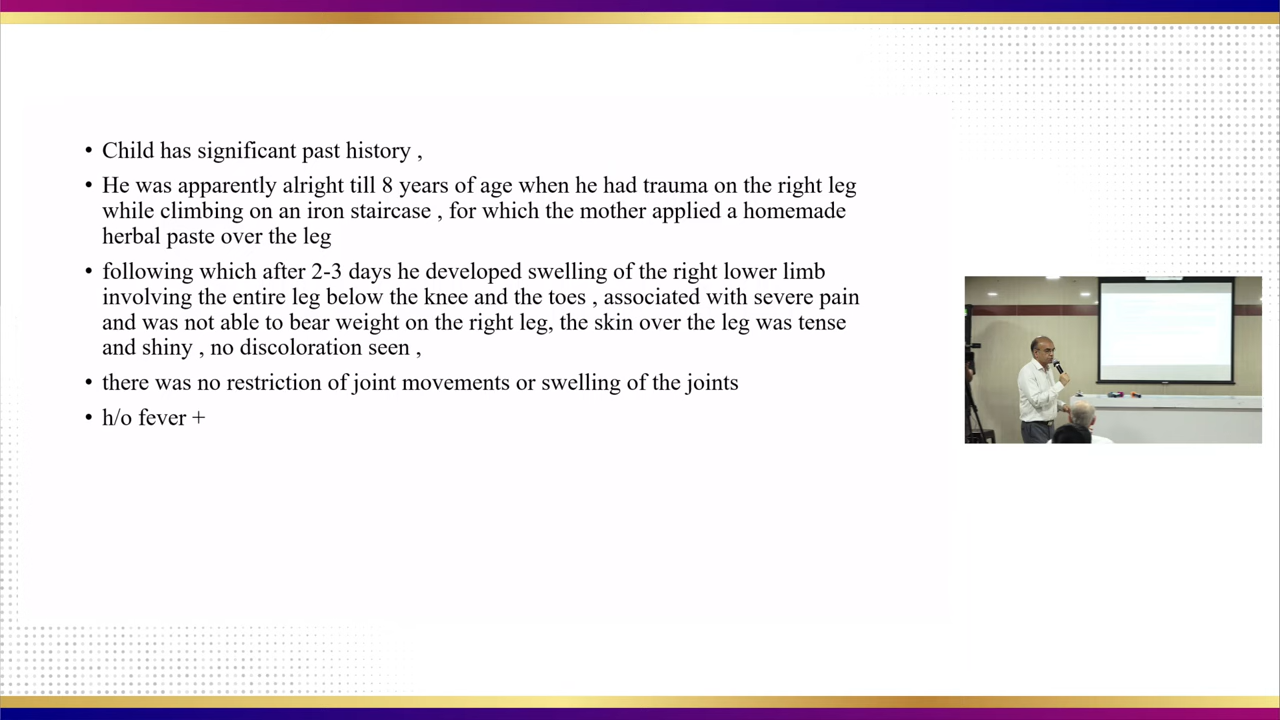 • Child has significant past history ,
• He was apparently alright till 8 years of age when he had trauma on the right leg
while climbing on an iron staircase , for which the mother applied a homemade
herbal paste over the leg
• following which after 2-3 days he developed swelling of the right lower limb
involving the entire leg below the knee and the toes , associated with severe pain
and was not able to bear weight on the right leg, the skin over the leg was tense
and shiny , no discoloration seen ,
• there was no restriction of joint movements or swelling of the joints
• h/o fever +